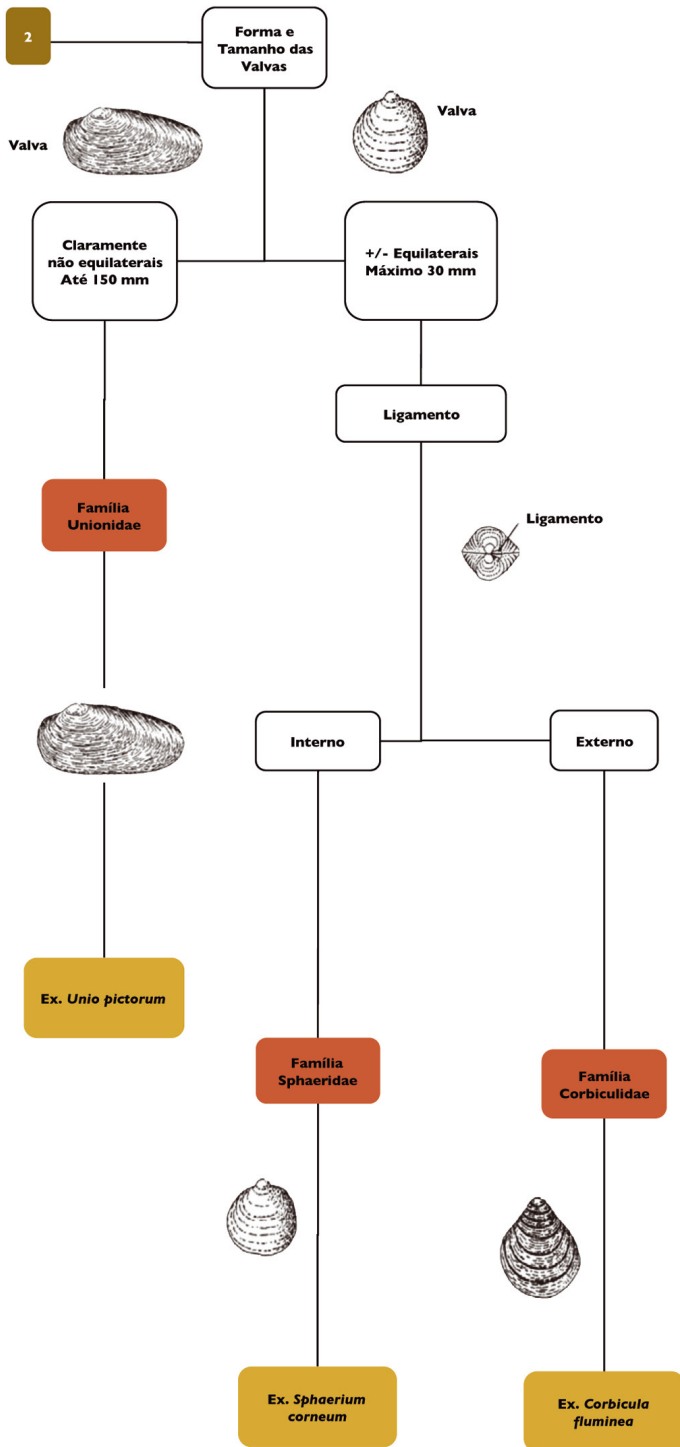 2
Forma e
Tamanho das
Valvas
Valva
Valva
Claramente
não equilaterais
Até 150 mm
+/- Equilaterais
Máximo 30 mm
Ligamento
Família
Unionidae
Ligamento
Interno
Externo
Ex. Unio pictorum
Família
Sphaeridae
Família
Corbiculidae
Ex. Sphaerium
corneum
Ex. Corbicula
fluminea